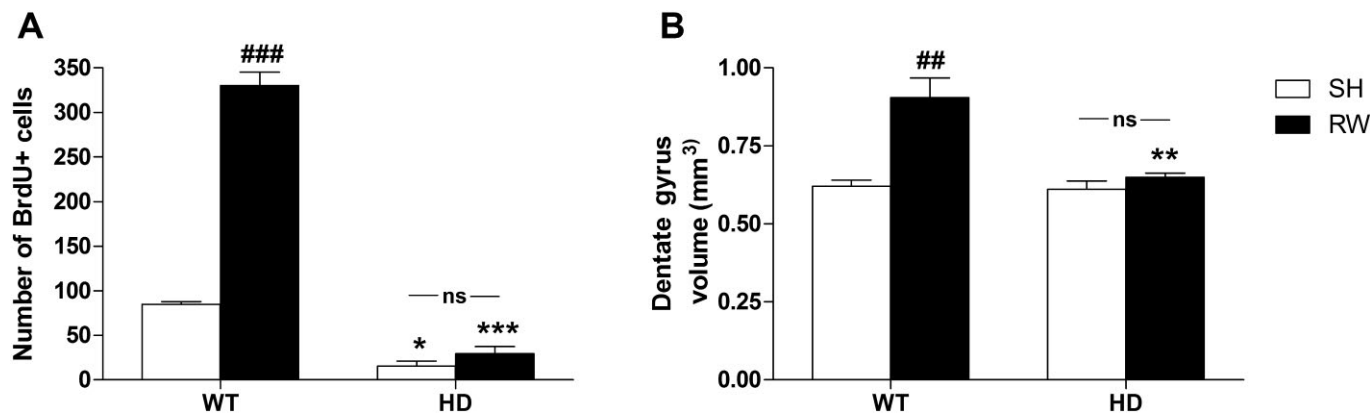 A
Number of BrdU+ cells
350
300
250
200
150
100
50
0
###
ns
*
***
WT
HD
B
Dentate gyrus
volume (mm³)
1.00
0.75
0.50
0.25
0.00
##
ns
**
WT
HD
SH
RW